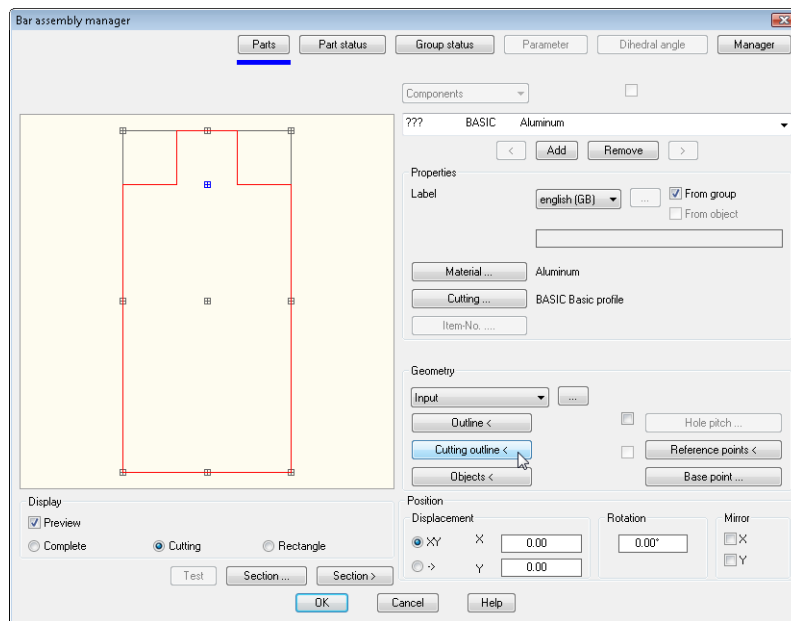 Bar assembly manager
Parts Part status Group status Parameter Dihedral angle Manager
Components
??? BASIC Aluminum
< Add Remove >
Properties
Label english (GB) ... From group
From object
Material ... Aluminum
Cutting ... BASIC Basic profile
Item-No. ....
Geometry
Input ...
Outline < Hole pitch ...
Cutting outline < Reference points <
Objects < Base point ...
Display
Preview
Complete Cutting Rectangle
Test Section ... Section >
Position
Displacement Rotation Mirror
XY X 0.00 0.00° X
-> Y 0.00 Y
OK Cancel Help